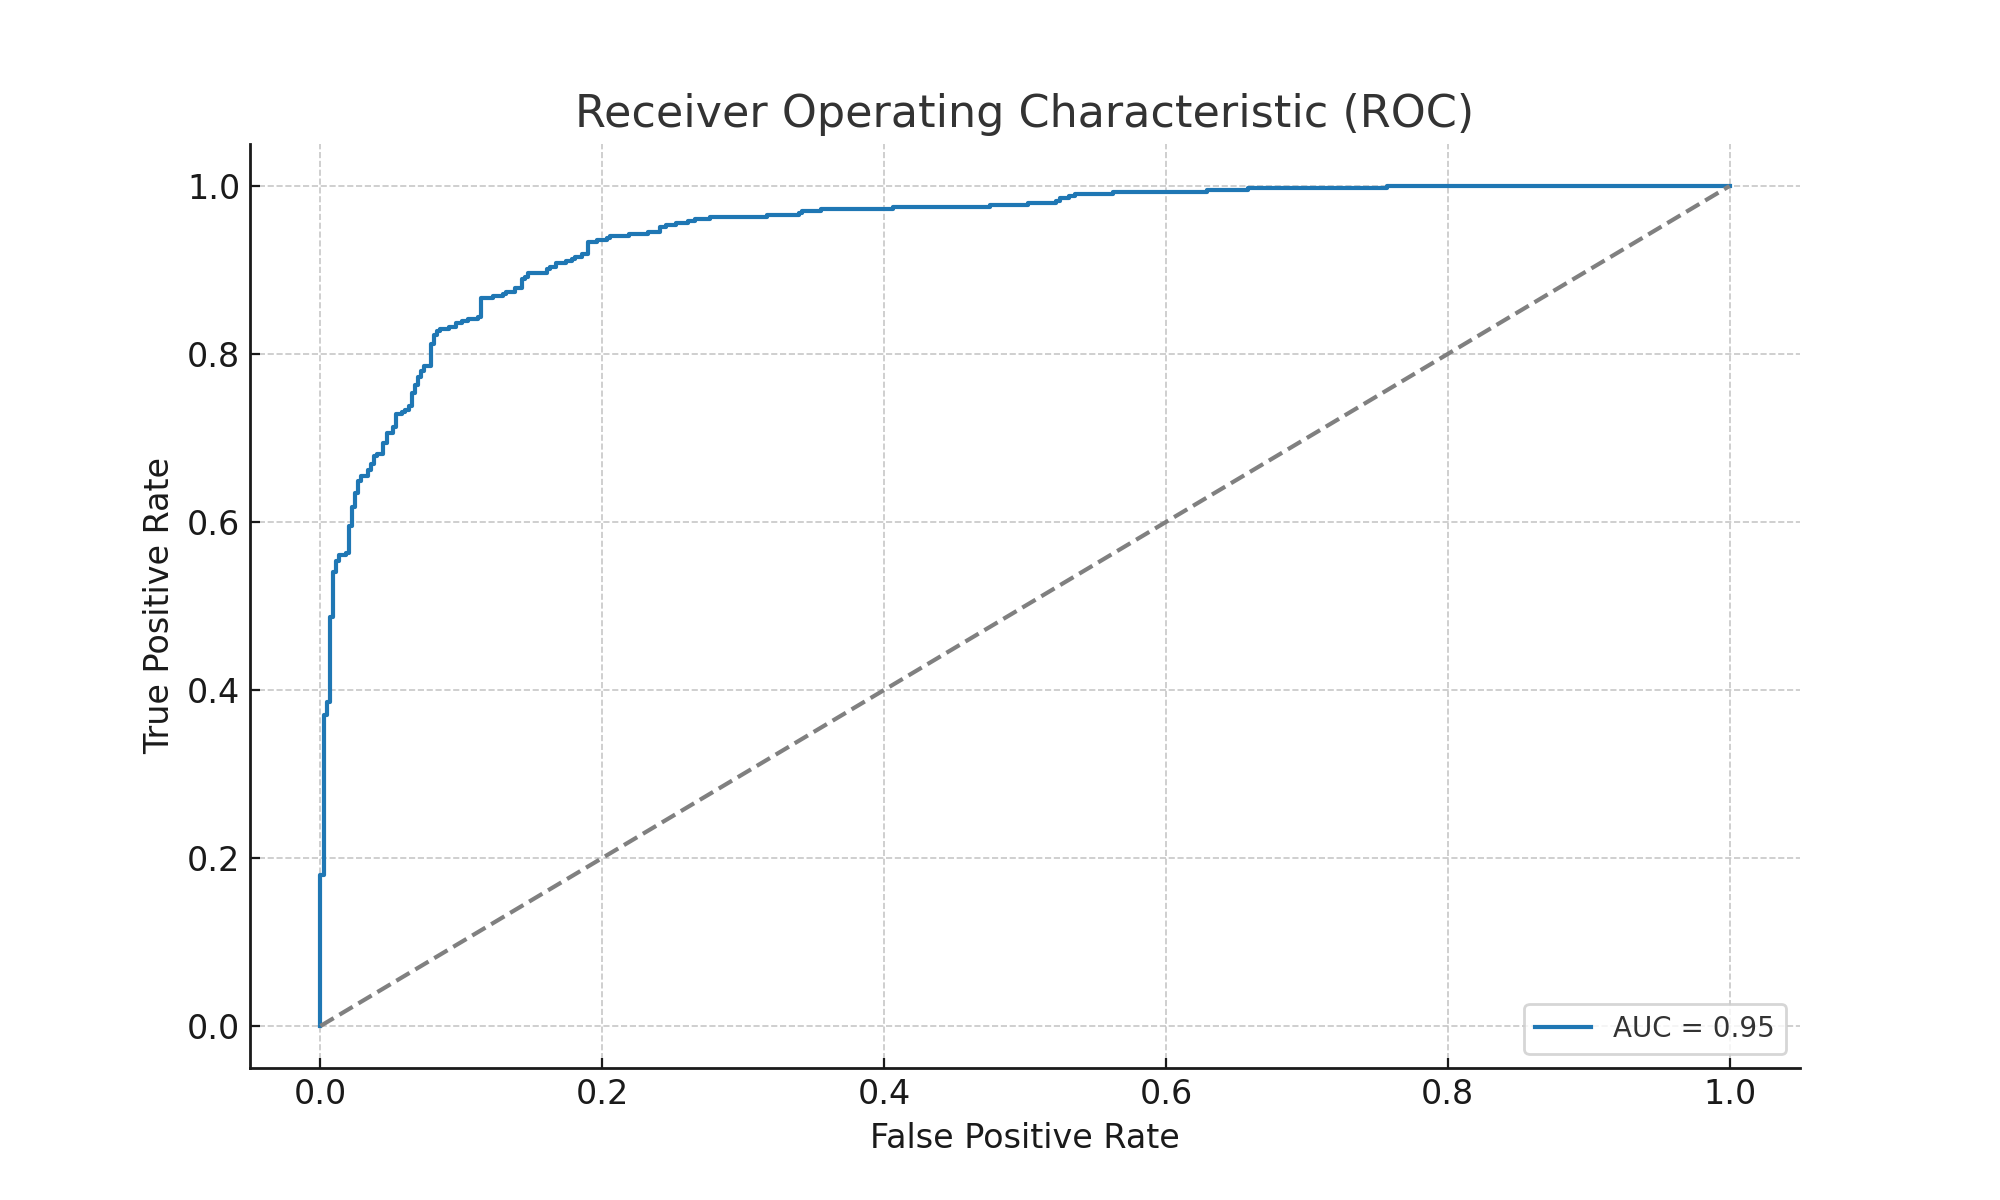 Receiver Operating Characteristic (ROC)
True Positive Rate
1.0
0.8
0.6
0.4
0.2
0.0
0.0 0.2 0.4 0.6 0.8 1.0
False Positive Rate
AUC = 0.95